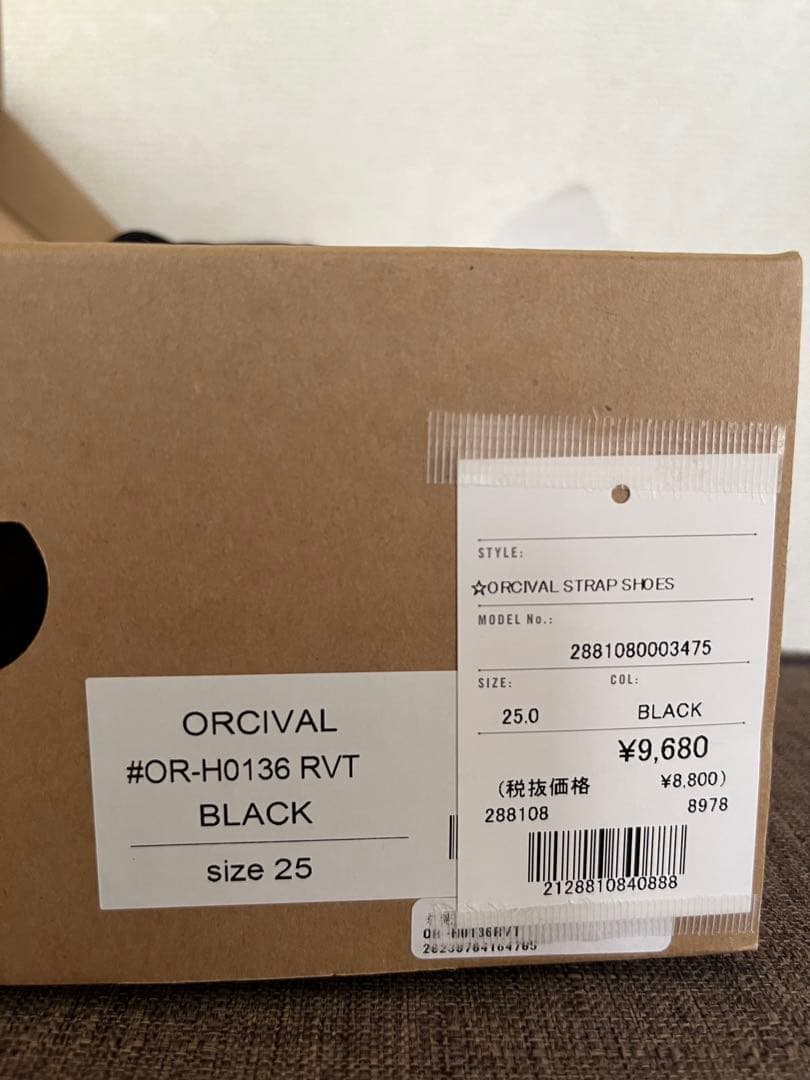 ORCIVAL
#OR-H0136 RVT
BLACK
size 25
STYLE:
☆ORCIVAL STRAP SHOES
MODEL No.:
2881080003475
SIZE: COL:
25.0 BLACK
¥9,680
(税抜価格 ¥8,800)
288108 8978
2128810840888
OR-H0136RVT